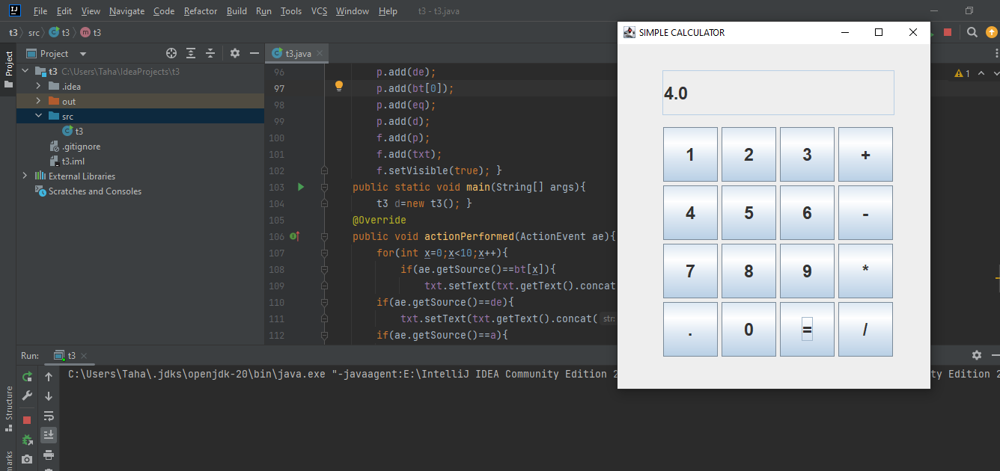 File Edit View Navigate Code Refactor Build Run Tools VCS Window Help t3 - t3.java
t3 src t3 t3
Project
Project
t3 C:\Users\Taha\IdeaProjects\t3
.idea
out
src
t3
.gitignore
t3.iml
External Libraries
Scratches and Consoles
t3.java
1
96 p.add(de);
97 p.add(bt[0]);
98 p.add(eq);
99 p.add(d);
100 f.add(p);
101 f.add(txt);
102 f.setVisible(true); }
103 public static void main(String[] args){
104 t3 d=new t3(); }
105 @Override
106 public void actionPerformed(ActionEvent ae){
107 for(int x=0;x<10;x++){
108 if(ae.getSource()==bt[x]){
109 txt.setText(txt.getText().concat
110 if(ae.getSource()==de){
111 txt.setText(txt.getText().concat( str:
112 if(ae.getSource()==a){
SIMPLE CALCULATOR
4.0
1 2 3 +
4 5 6 -
7 8 9 *
. 0 = /
Run: t3
C:\Users\Taha\.jdks\openjdk-20\bin\java.exe "-javaagent:E:\IntelliJ IDEA Community Edition 2 ty Edition 2
Structure
marks